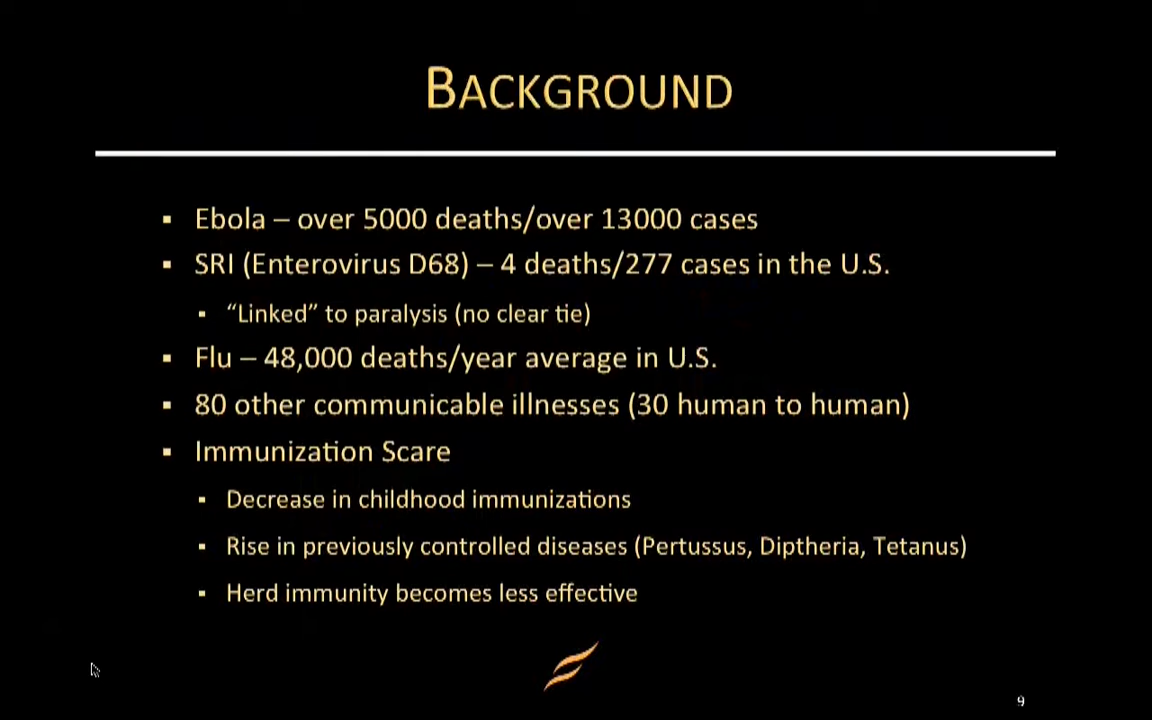 BACKGROUND
▪ Ebola – over 5000 deaths/over 13000 cases
▪ SRI (Enterovirus D68) – 4 deaths/277 cases in the U.S.
▪ “Linked” to paralysis (no clear tie)
▪ Flu – 48,000 deaths/year average in U.S.
▪ 80 other communicable illnesses (30 human to human)
▪ Immunization Scare
▪ Decrease in childhood immunizations
▪ Rise in previously controlled diseases (Pertussus, Diptheria, Tetanus)
▪ Herd immunity becomes less effective
9